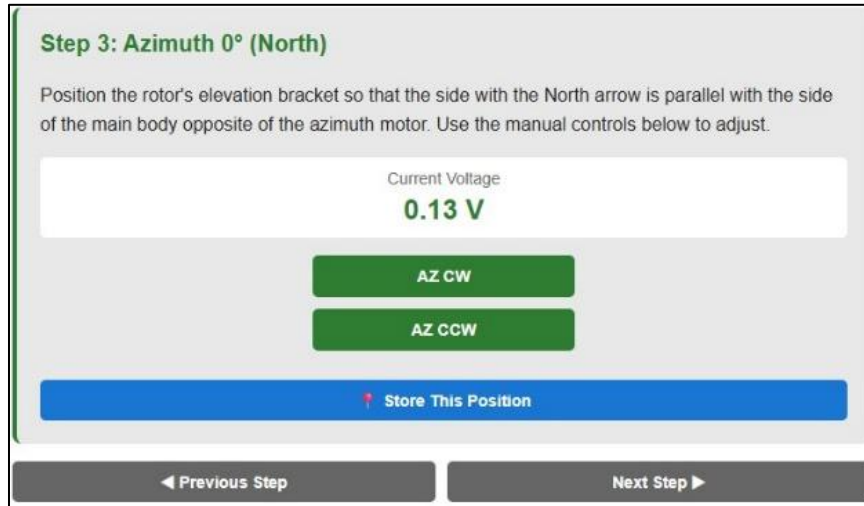 Step 3: Azimuth 0° (North)
Position the rotor's elevation bracket so that the side with the North arrow is parallel with the side
of the main body opposite of the azimuth motor. Use the manual controls below to adjust.
Current Voltage
0.13 V
AZ CW
AZ CCW
📍 Store This Position
◀ Previous Step
Next Step ▶